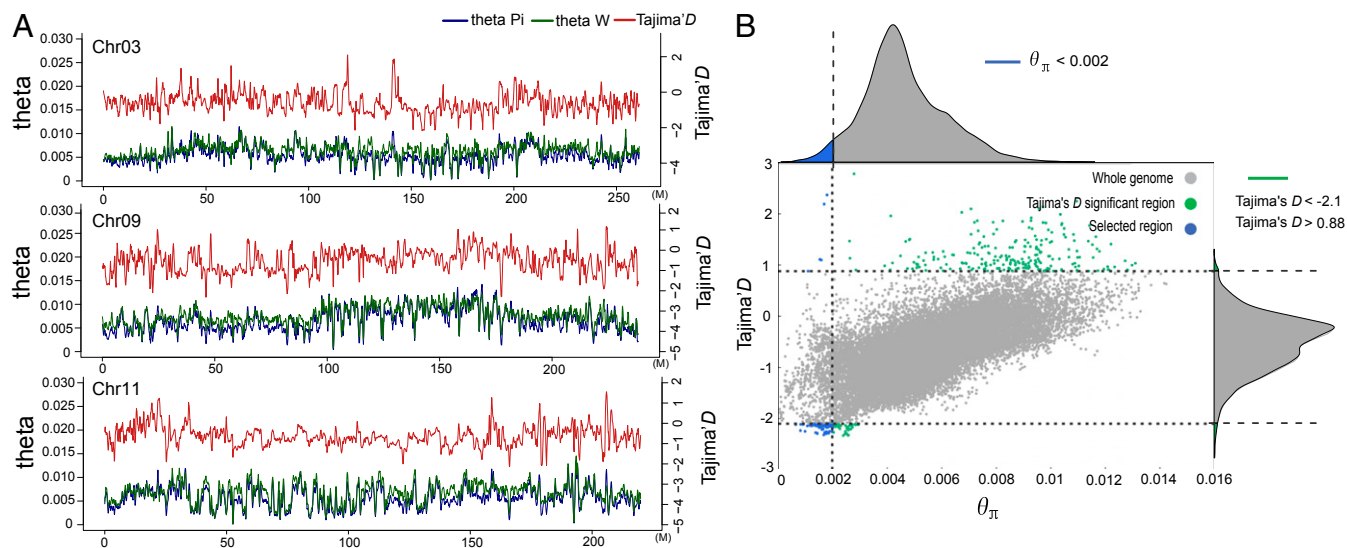 A
theta Pi theta W Tajima'D
Chr03
0.030
0.025
0.020
0.015
0.010
0.005
0
theta
2
0
−2
−4
Tajima'D
0 50 100 150 200 250 (M)
Chr09
0.030
0.025
0.020
0.015
0.010
0.005
0
theta
2
1
0
−1
−2
−3
−4
−5
Tajima'D
0 50 100 150 200 (M)
Chr11
0.030
0.025
0.020
0.015
0.010
0.005
0
theta
2
1
0
−1
−2
−3
−4
−5
Tajima'D
0 50 100 150 200 (M)
B
θπ < 0.002
Whole genome
Tajima's D significant region
Selected region
Tajima's D < -2.1
Tajima's D > 0.88
3
2
1
0
-1
-2
-3
Tajima'D
0 0.002 0.004 0.006 0.008 0.010 0.012 0.014 0.016
θπ